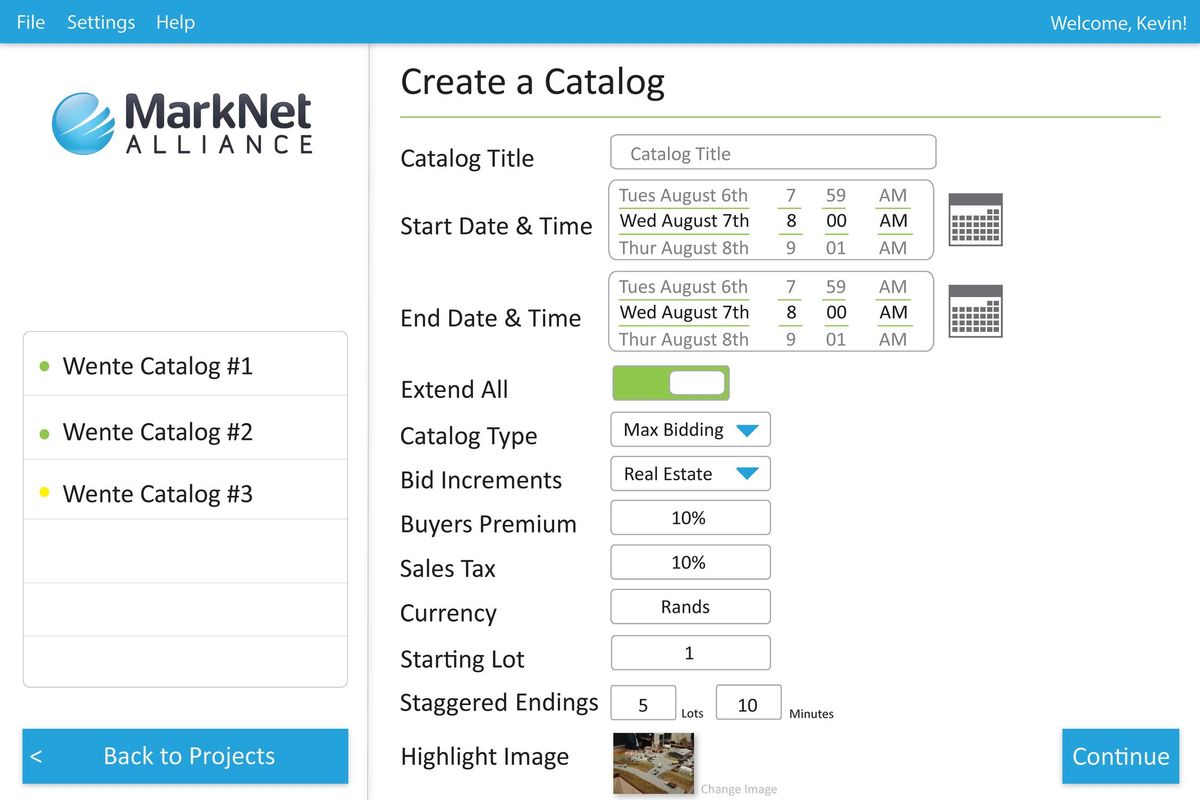 File Settings Help Welcome, Kevin!
MarkNet
ALLIANCE
Wente Catalog #1
Wente Catalog #2
Wente Catalog #3
< Back to Projects
Create a Catalog
Catalog Title Catalog Title
Tues August 6th 7 59 AM
Start Date & Time Wed August 7th 8 00 AM
Thur August 8th 9 01 AM
Tues August 6th 7 59 AM
End Date & Time Wed August 7th 8 00 AM
Thur August 8th 9 01 AM
Extend All
Catalog Type Max Bidding
Bid Increments Real Estate
Buyers Premium 10%
Sales Tax 10%
Currency Rands
Starting Lot 1
Staggered Endings 5 Lots 10 Minutes
Highlight Image Change Image
Continue